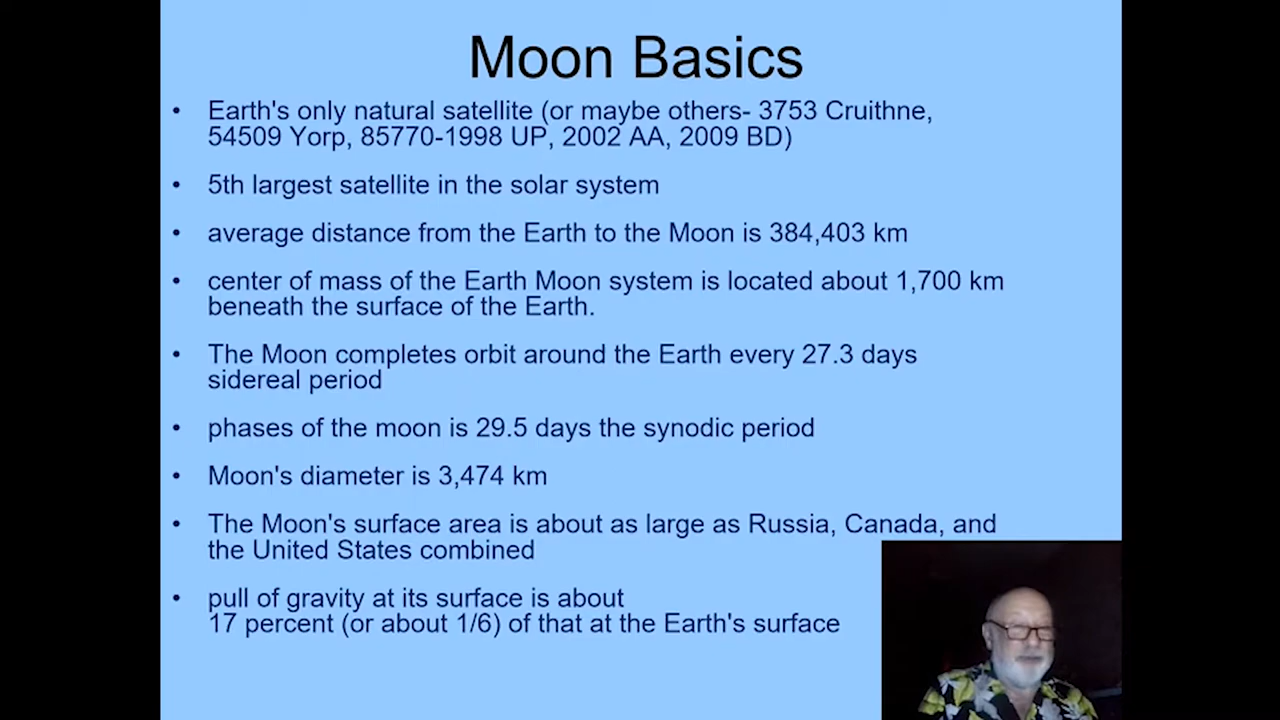 Moon Basics
• Earth's only natural satellite (or maybe others- 3753 Cruithne,
54509 Yorp, 85770-1998 UP, 2002 AA, 2009 BD)
• 5th largest satellite in the solar system
• average distance from the Earth to the Moon is 384,403 km
• center of mass of the Earth Moon system is located about 1,700 km
beneath the surface of the Earth.
• The Moon completes orbit around the Earth every 27.3 days
sidereal period
• phases of the moon is 29.5 days the synodic period
• Moon's diameter is 3,474 km
• The Moon's surface area is about as large as Russia, Canada, and
the United States combined
• pull of gravity at its surface is about
17 percent (or about 1/6) of that at the Earth's surface